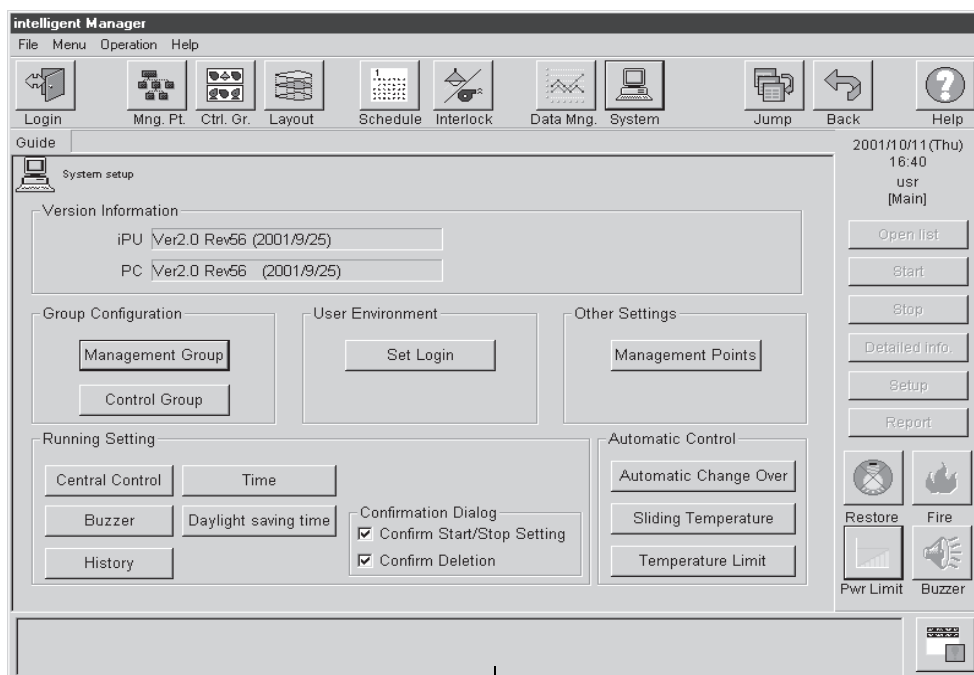 intelligent Manager
File Menu Operation Help
Login Mng. Pt. Ctrl. Gr. Layout Schedule Interlock Data Mng. System Jump Back Help
Guide
2001/10/11(Thu)
16:40
usr
[Main]
System setup
Version Information
iPU Ver2.0 Rev56 (2001/9/25)
PC Ver2.0 Rev56 (2001/9/25)
Group Configuration
Management Group
Control Group
User Environment
Set Login
Other Settings
Management Points
Running Setting
Central Control
Time
Buzzer
Daylight saving time
History
Confirmation Dialog
Confirm Start/Stop Setting
Confirm Deletion
Automatic Control
Automatic Change Over
Sliding Temperature
Temperature Limit
Open list
Start
Stop
Detailed info.
Setup
Report
Restore Fire
Pwr Limit Buzzer